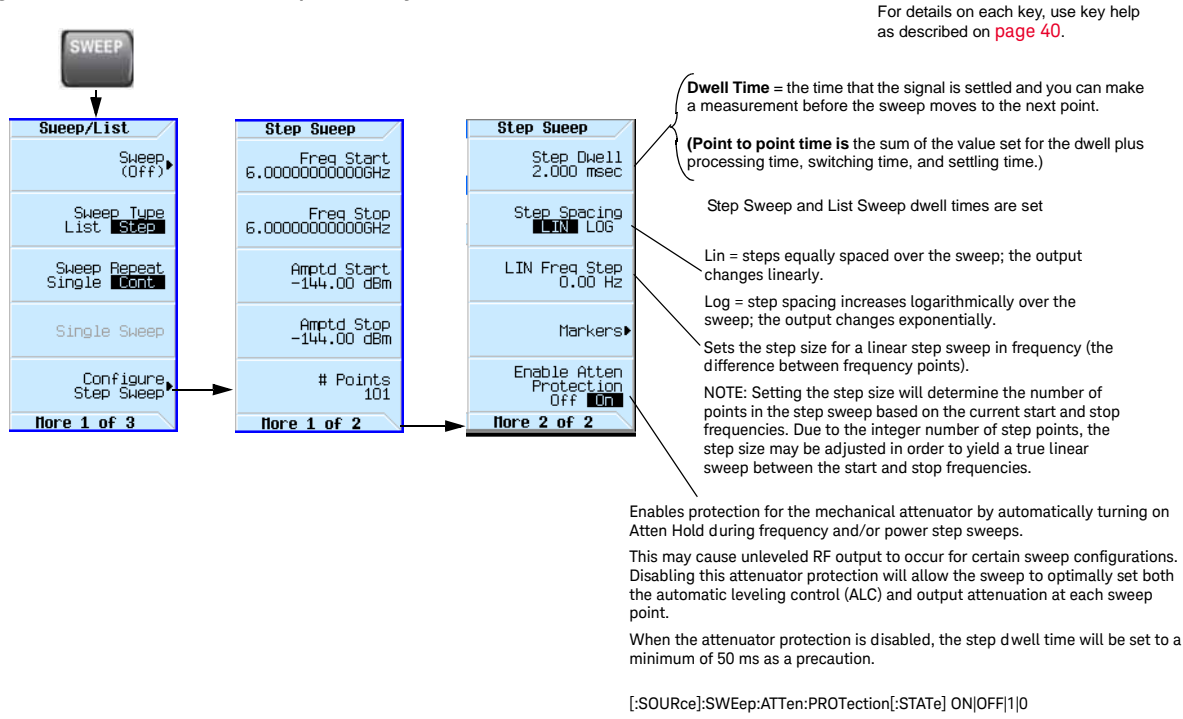 For details on each key, use key help
as described on page 40.
SWEEP
Dwell Time = the time that the signal is settled and you can make
a measurement before the sweep moves to the next point.
(Point to point time is the sum of the value set for the dwell plus
processing time, switching time, and settling time.)
Step Sweep and List Sweep dwell times are set
Sweep/List
Sweep
(Off)
Sweep Type
List Step
Sweep Repeat
Single Cont
Single Sweep
Configure
Step Sweep
More 1 of 3
Step Sweep
Freq Start
6.00000000000GHz
Freq Stop
6.00000000000GHz
Amptd Start
-144.00 dBm
Amptd Stop
-144.00 dBm
# Points
101
More 1 of 2
Step Sweep
Step Dwell
2.000 msec
Step Spacing
LIN LOG
LIN Freq Step
0.00 Hz
Markers
Enable Atten
Protection
Off On
More 2 of 2
Lin = steps equally spaced over the sweep; the output
changes linearly.
Log = step spacing increases logarithmically over the
sweep; the output changes exponentially.
Sets the step size for a linear step sweep in frequency (the
difference between frequency points).
NOTE: Setting the step size will determine the number of
points in the step sweep based on the current start and stop
frequencies. Due to the integer number of step points, the
step size may be adjusted in order to yield a true linear
sweep between the start and stop frequencies.
Enables protection for the mechanical attenuator by automatically turning on
Atten Hold during frequency and/or power step sweeps.
This may cause unleveled RF output to occur for certain sweep configurations.
Disabling this attenuator protection will allow the sweep to optimally set both
the automatic leveling control (ALC) and output attenuation at each sweep
point.
When the attenuator protection is disabled, the step dwell time will be set to a
minimum of 50 ms as a precaution.
[:SOURce]:SWEep:ATTen:PROTection[:STATe] ON|OFF|1|0